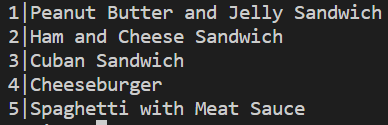 1|Peanut Butter and Jelly Sandwich
2|Ham and Cheese Sandwich
3|Cuban Sandwich
4|Cheeseburger
5|Spaghetti with Meat Sauce